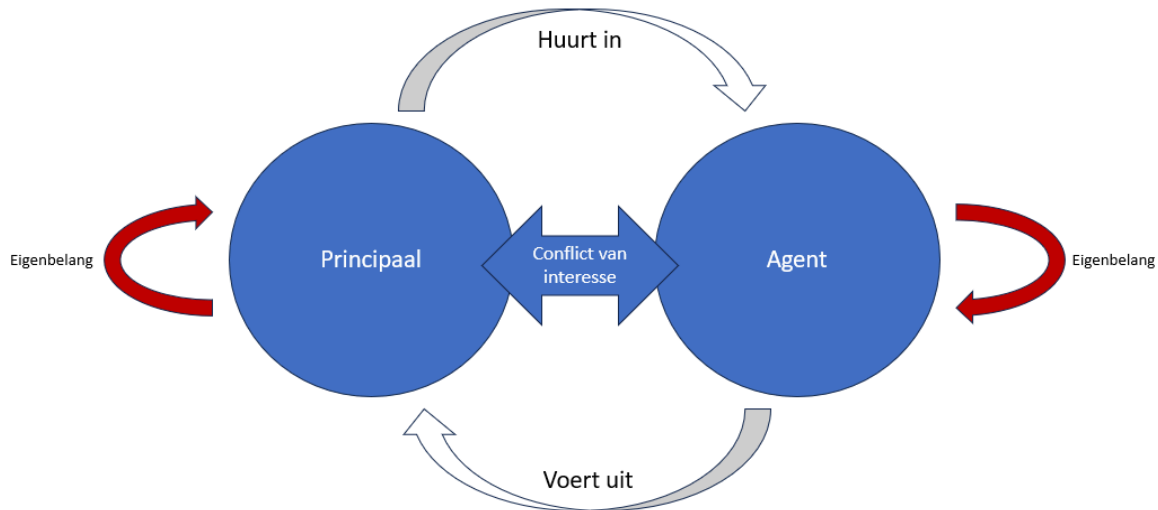 Huurt in
Eigenbelang
Principaal
Conflict van
interesse
Agent
Eigenbelang
Voert uit